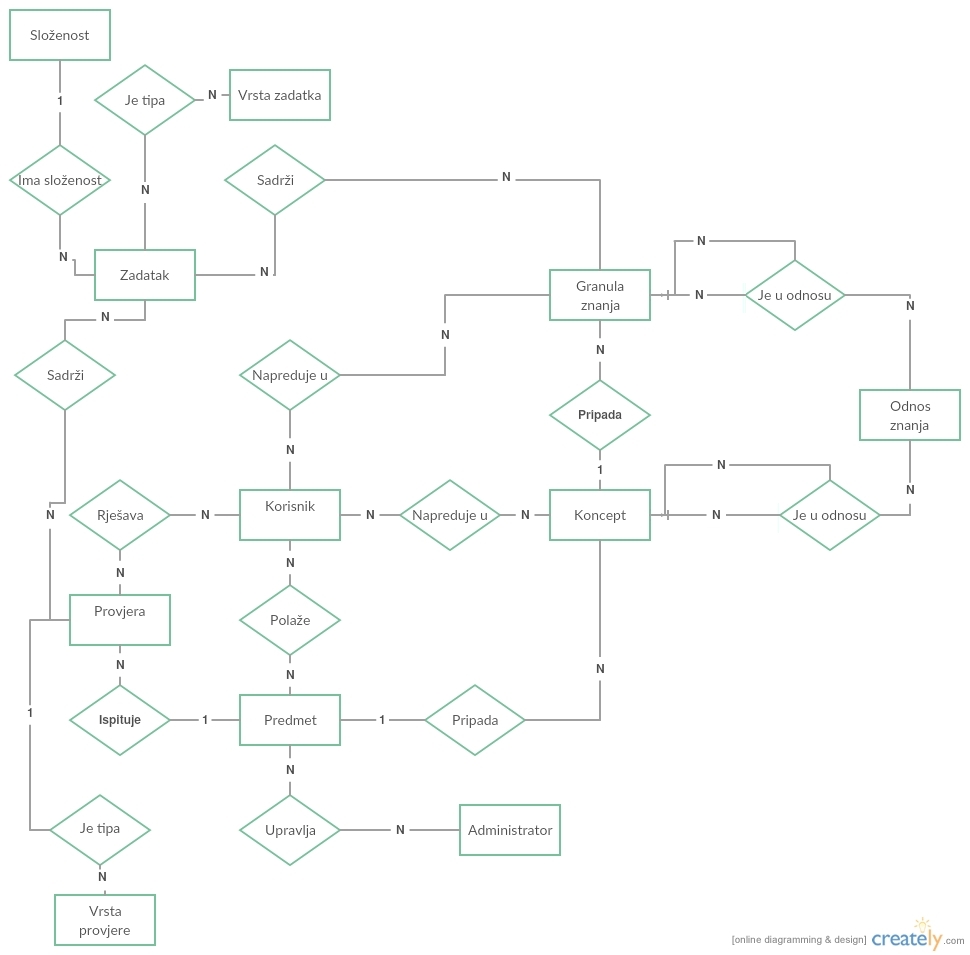 Složenost
1
Je tipa
N
Vrsta zadatka
Ima složenost
N
Sadrži
N
N
Zadatak
N
N
Granula
znanja
N
N
Je u odnosu
N
N
Sadrži
Napreduje u
N
N
Pripada
1
Odnos
znanja
N
N
N
Rješava
N
Korisnik
N
Napreduje u
N
Koncept
N
N
Je u odnosu
N
N
N
Provjera
Polaže
N
N
N
1
Ispituje
1
Predmet
1
Pripada
N
Je tipa
Upravlja
N
Administrator
N
Vrsta
provjere
[online diagramming & design] creately.com